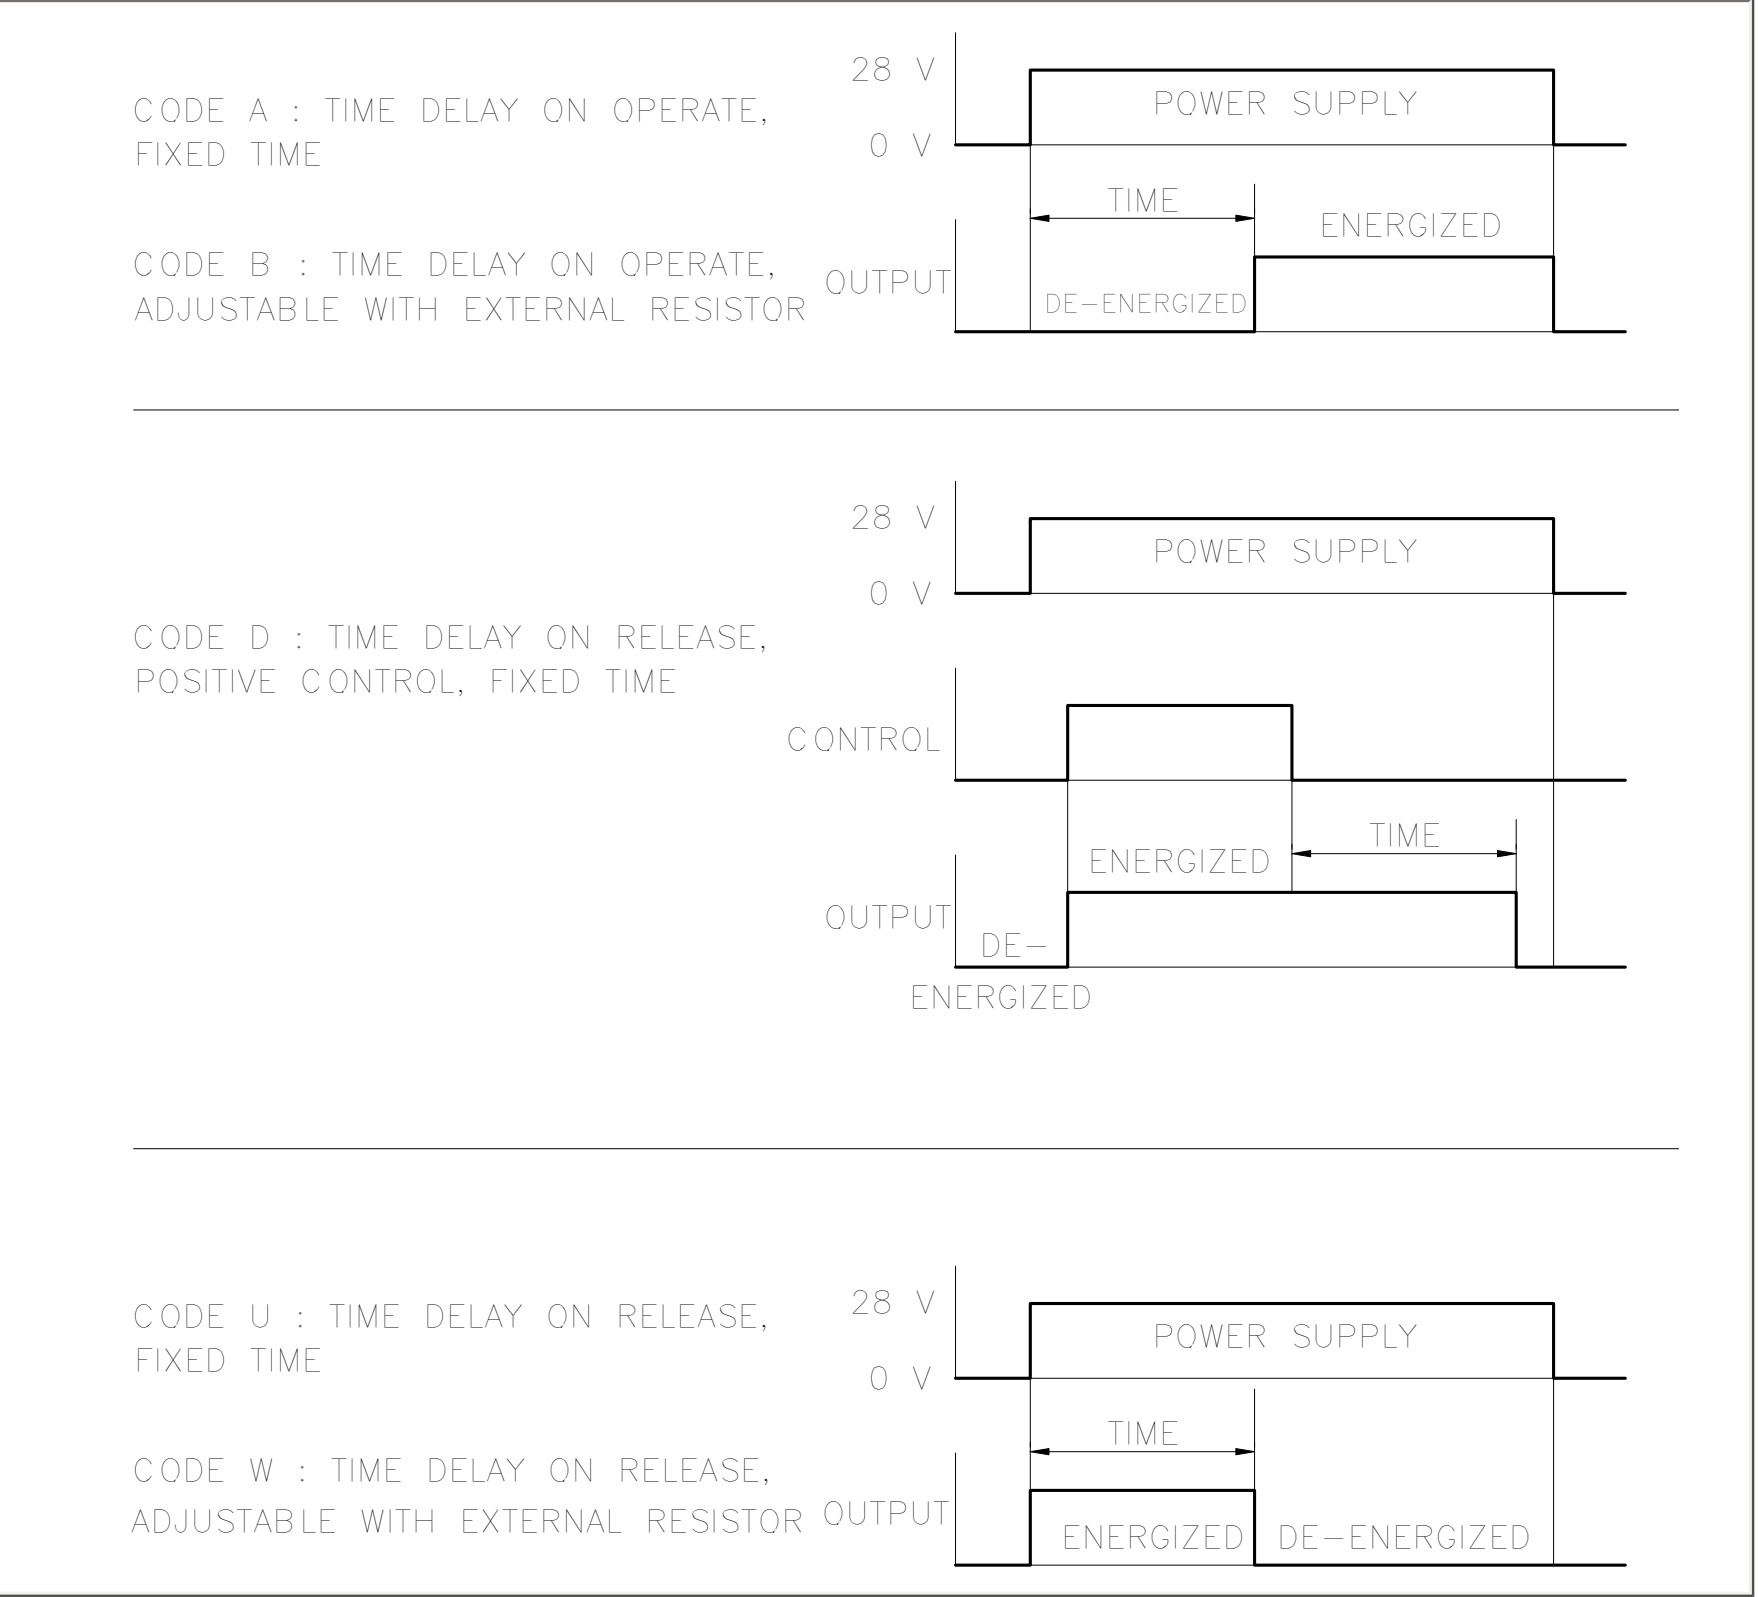 28 V
POWER SUPPLY
CODE A : TIME DELAY ON OPERATE,
FIXED TIME
0 V
TIME
ENERGIZED
CODE B : TIME DELAY ON OPERATE,
ADJUSTABLE WITH EXTERNAL RESISTOR
OUTPUT
DE-ENERGIZED
28 V
POWER SUPPLY
0 V
CODE D : TIME DELAY ON RELEASE,
POSITIVE CONTROL, FIXED TIME
CONTROL
TIME
ENERGIZED
OUTPUT
DE-
ENERGIZED
28 V
POWER SUPPLY
CODE U : TIME DELAY ON RELEASE,
FIXED TIME
0 V
TIME
CODE W : TIME DELAY ON RELEASE,
ADJUSTABLE WITH EXTERNAL RESISTOR
OUTPUT
ENERGIZED
DE-ENERGIZED